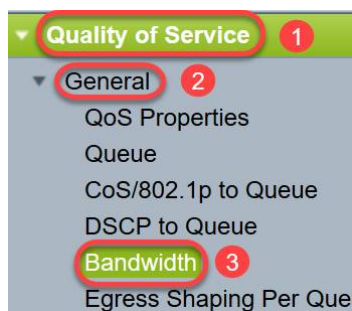 Quality of Service 1
General 2
QoS Properties
Queue
CoS/802.1p to Queue
DSCP to Queue
Bandwidth 3
Egress Shaping Per Que